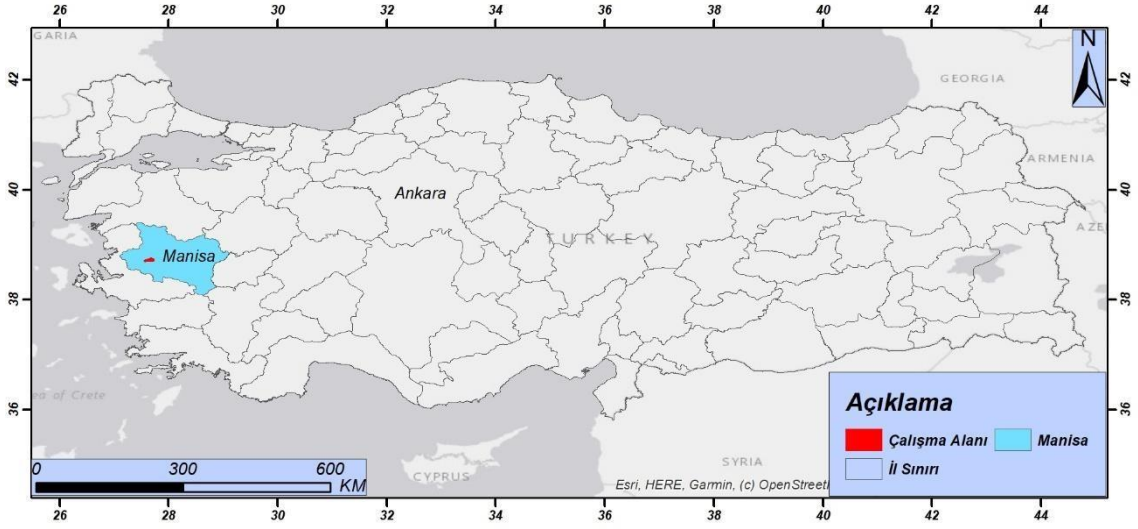 26 28 30 32 34 36 38 40 42 44
GARIA
N
42 42
GEORGIA
ARMENIA
40 Ankara 40
AZE
TURKEY
Manisa
38 38
36 36
ea of Crete
Açıklama
Çalışma Alanı Manisa
İl Sınırı
0 300 600
KM
CYPRUS
SYRIA
Esri, HERE, Garmin, (c) OpenStreetM
26 28 30 32 34 36 38 40 42 44